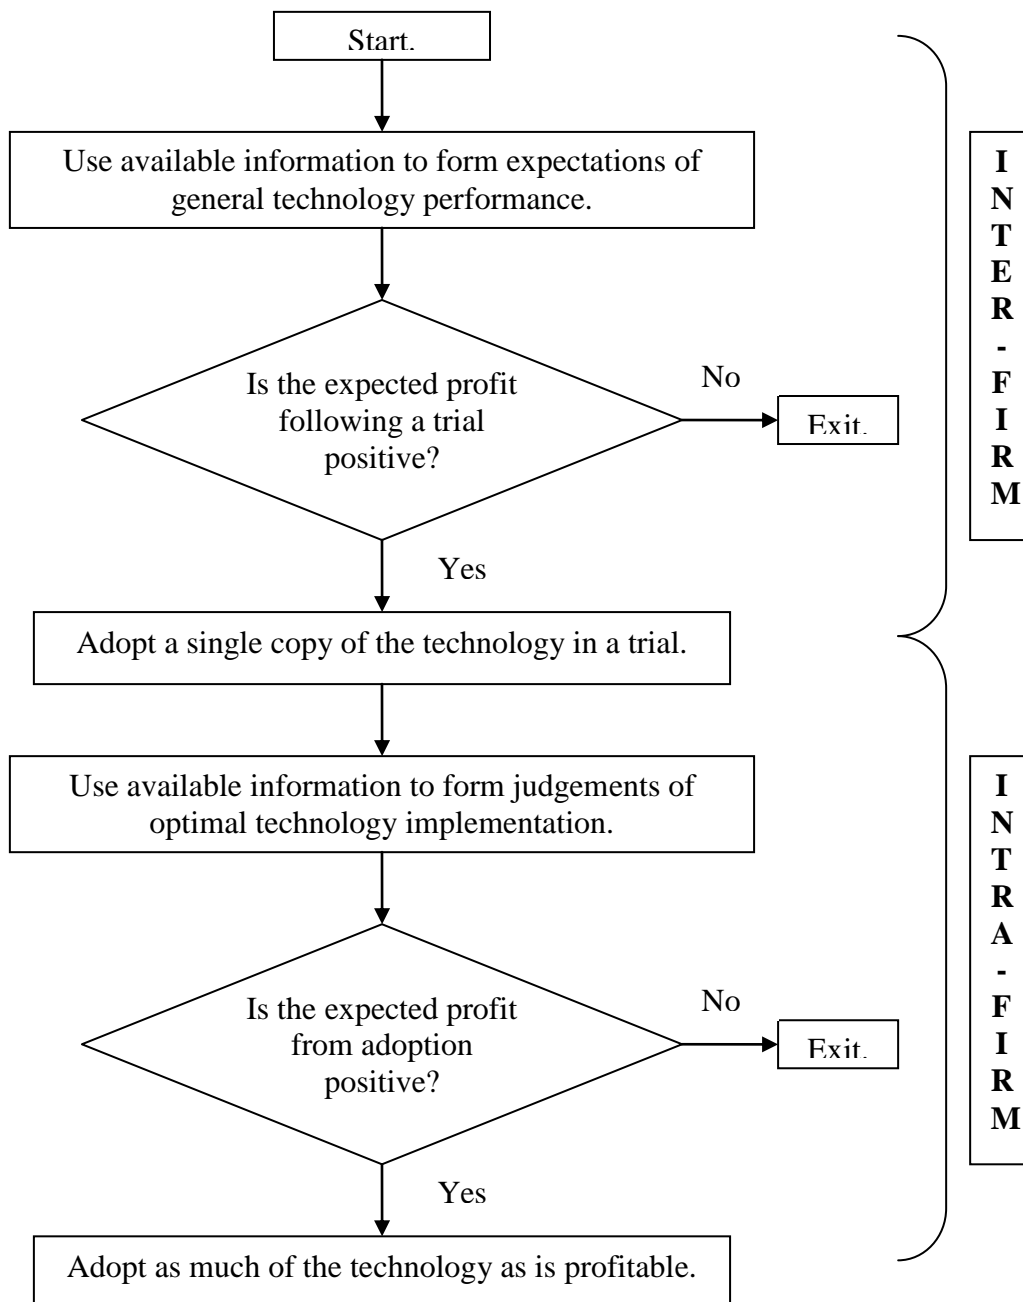 Start.
Use available information to form expectations of
general technology performance.
Is the expected profit
following a trial
positive?
No
Exit.
Yes
Adopt a single copy of the technology in a trial.
Use available information to form judgements of
optimal technology implementation.
Is the expected profit
from adoption
positive?
No
Exit.
Yes
Adopt as much of the technology as is profitable.
I
N
T
E
R
-
F
I
R
M
I
N
T
R
A
-
F
I
R
M